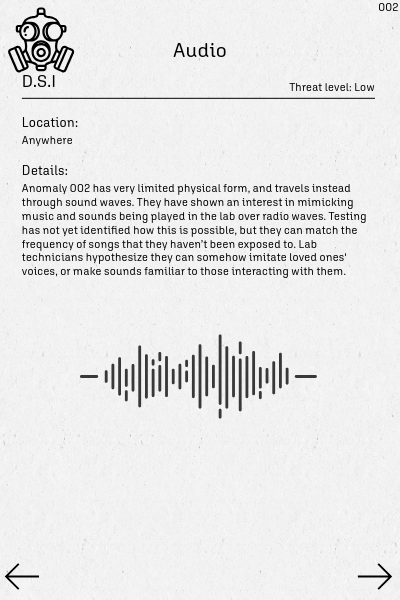 002
Audio
D.S.I
Threat level: Low
Location:
Anywhere
Details:
Anomaly 002 has very limited physical form, and travels instead
through sound waves. They have shown an interest in mimicking
music and sounds being played in the lab over radio waves. Testing
has not yet identified how this is possible, but they can match the
frequency of songs that they haven't been exposed to. Lab
technicians hypothesize they can somehow imitate loved ones'
voices, or make sounds familiar to those interacting with them.